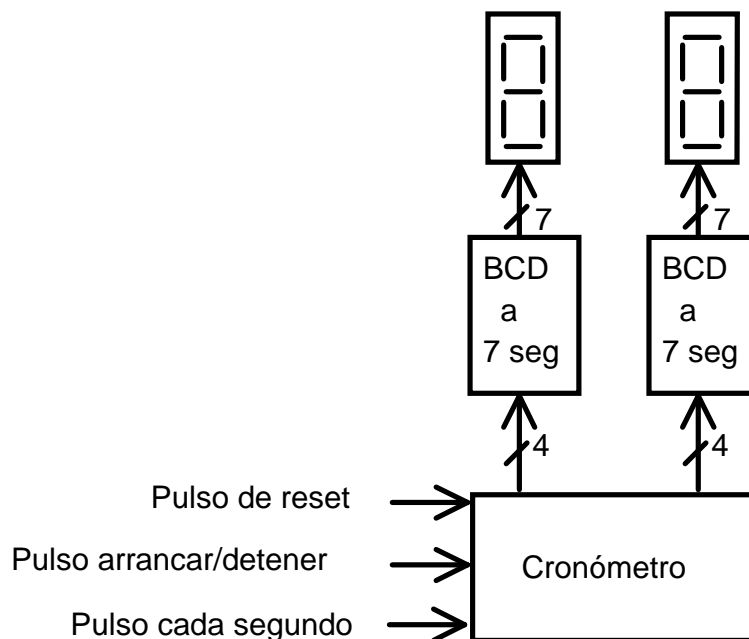 7
7
BCD
a
7 seg
BCD
a
7 seg
4
4
Pulso de reset
Pulso arrancar/detener
Cronómetro
Pulso cada segundo